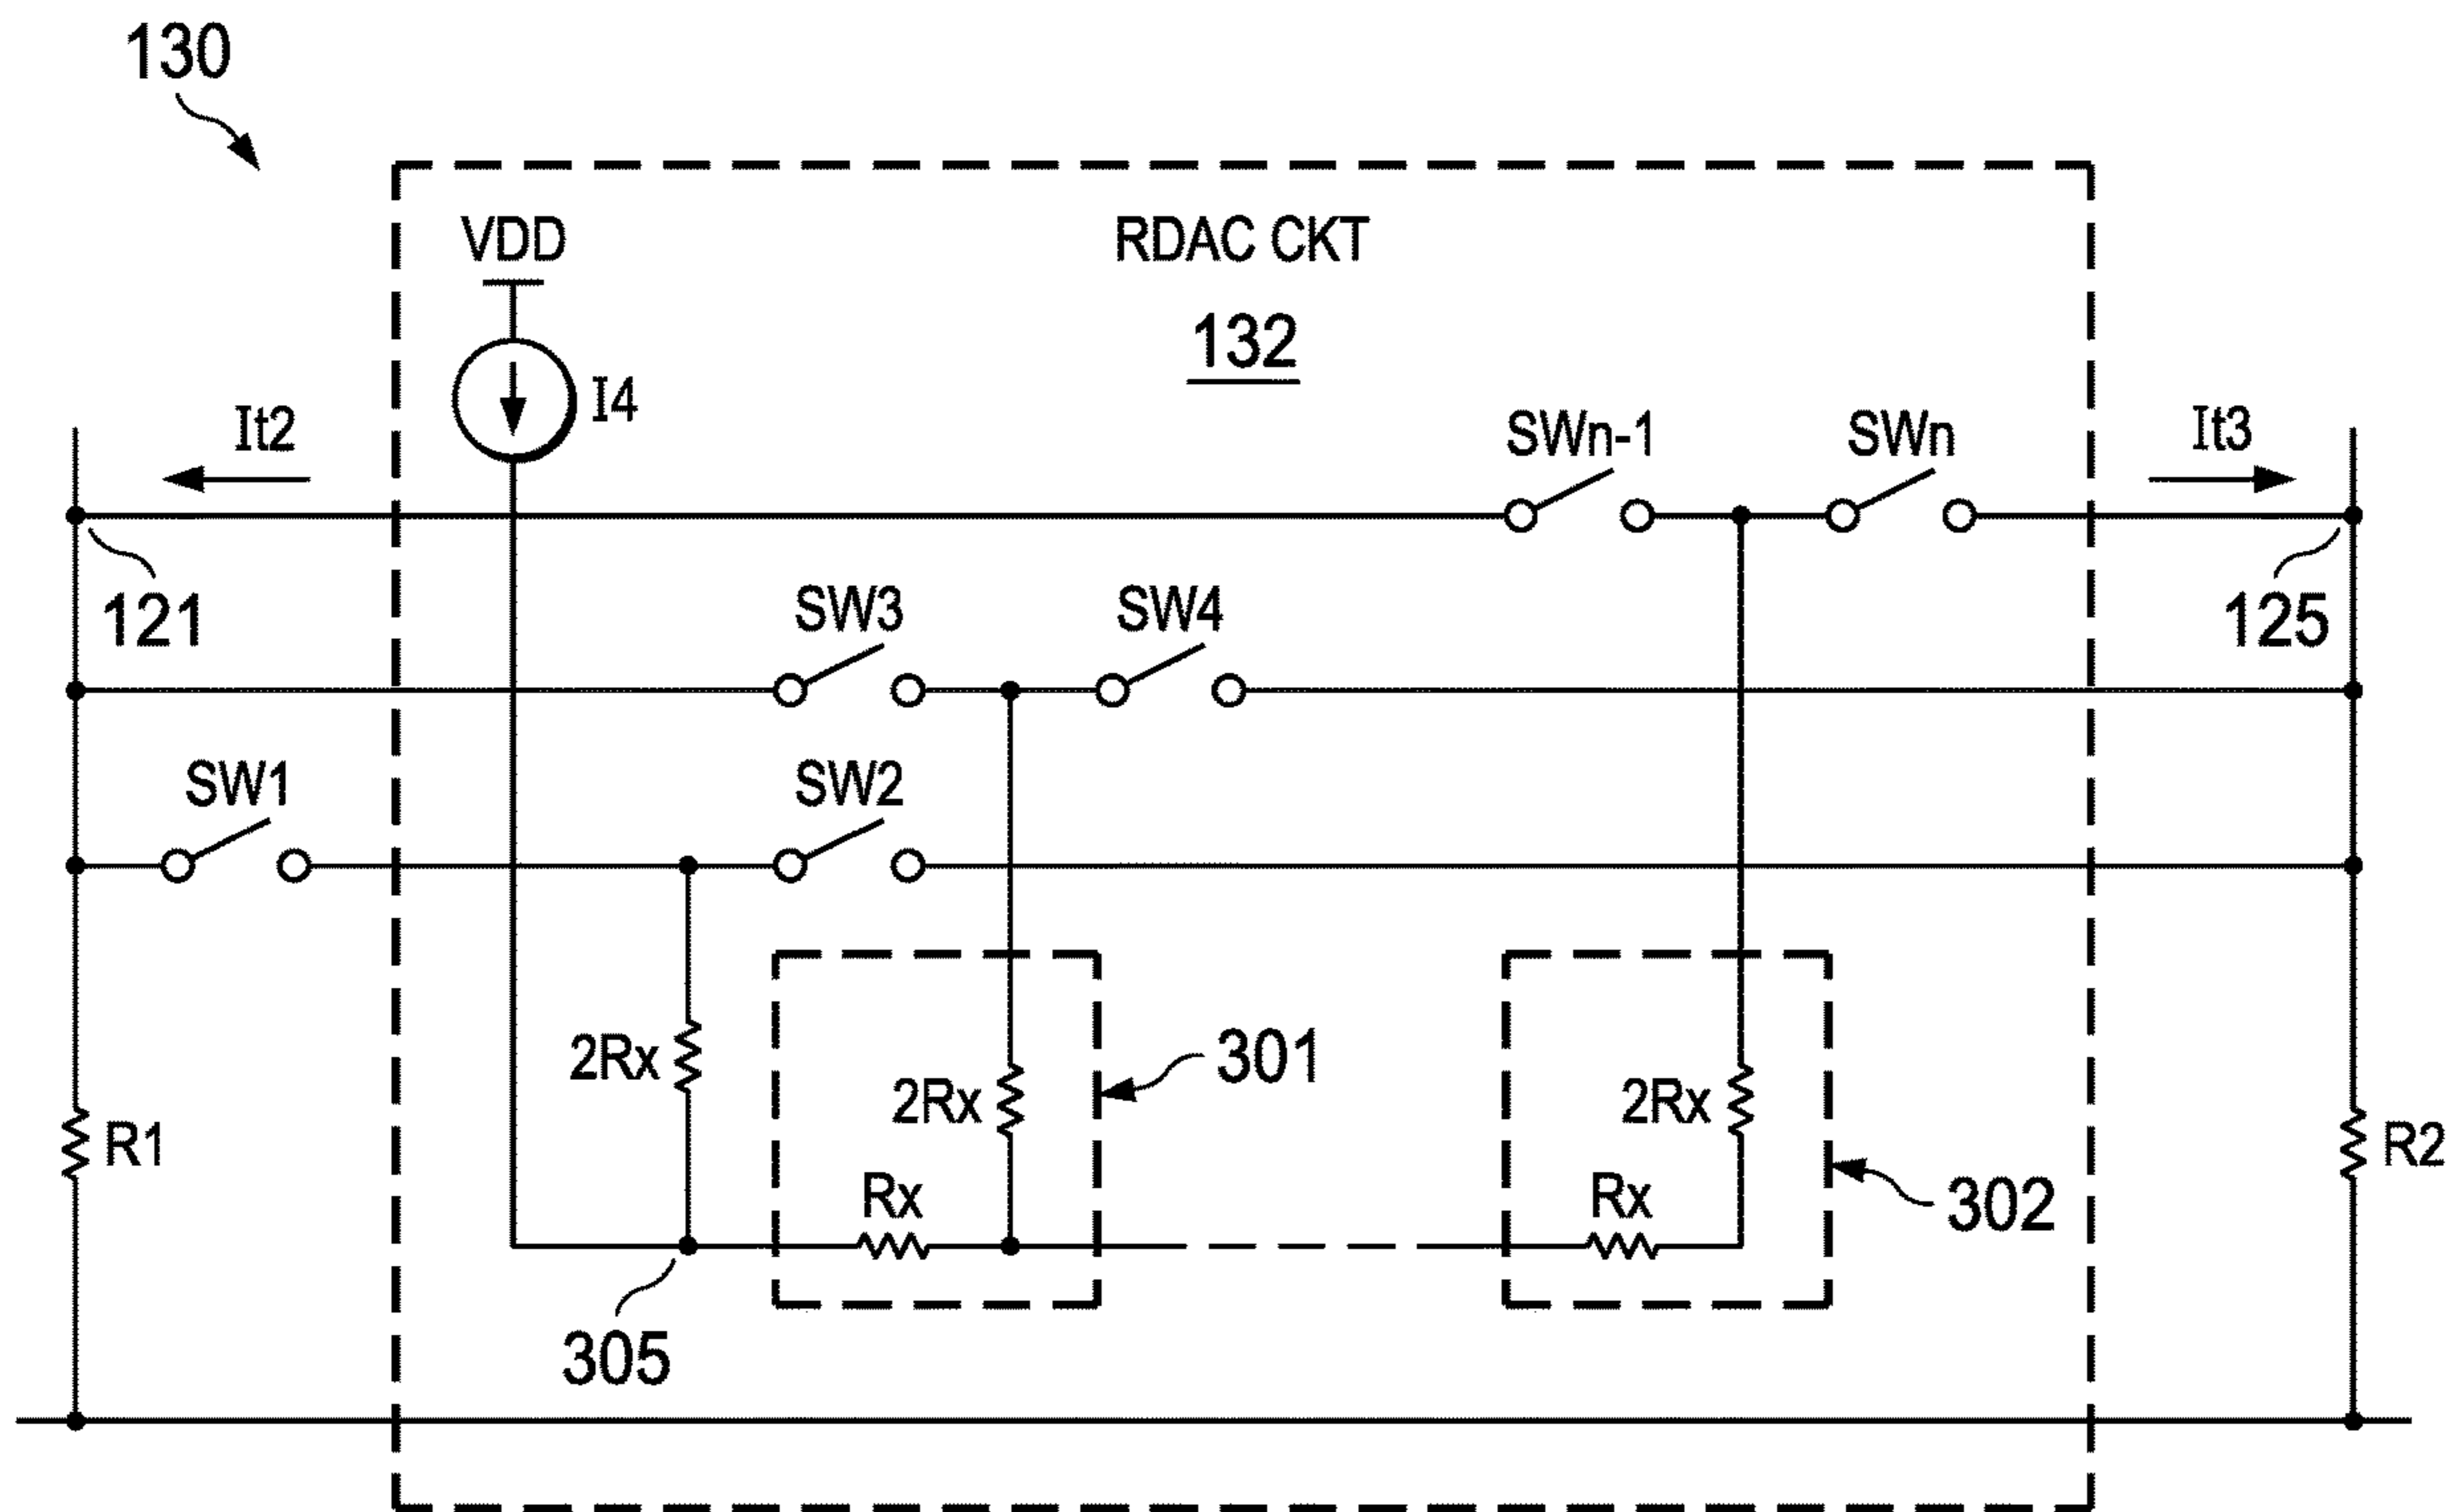 130
VDD
RDAC CKT
132
I4
It2
SWn-1
SWn
It3
121
SW3
SW4
125
SW1
SW2
2Rx
301
2Rx
2Rx
R1
R2
Rx
Rx
302
305